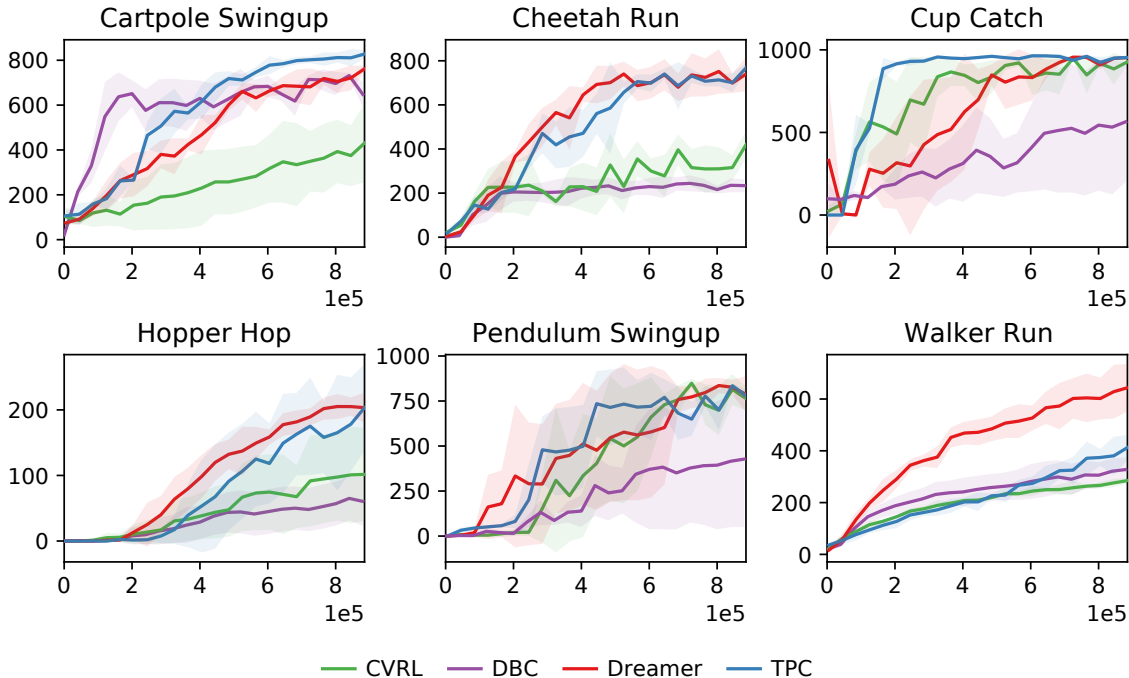 Cartpole Swingup
Cheetah Run
Cup Catch
800
600
400
200
0
0 2 4 6 8
1e5
800
600
400
200
0
0 2 4 6 8
1e5
1000
500
0
0 2 4 6 8
1e5
Hopper Hop
Pendulum Swingup
Walker Run
200
100
0
0 2 4 6 8
1e5
1000
750
500
250
0
0 2 4 6 8
1e5
600
400
200
0
0 2 4 6 8
1e5
CVRL DBC Dreamer TPC